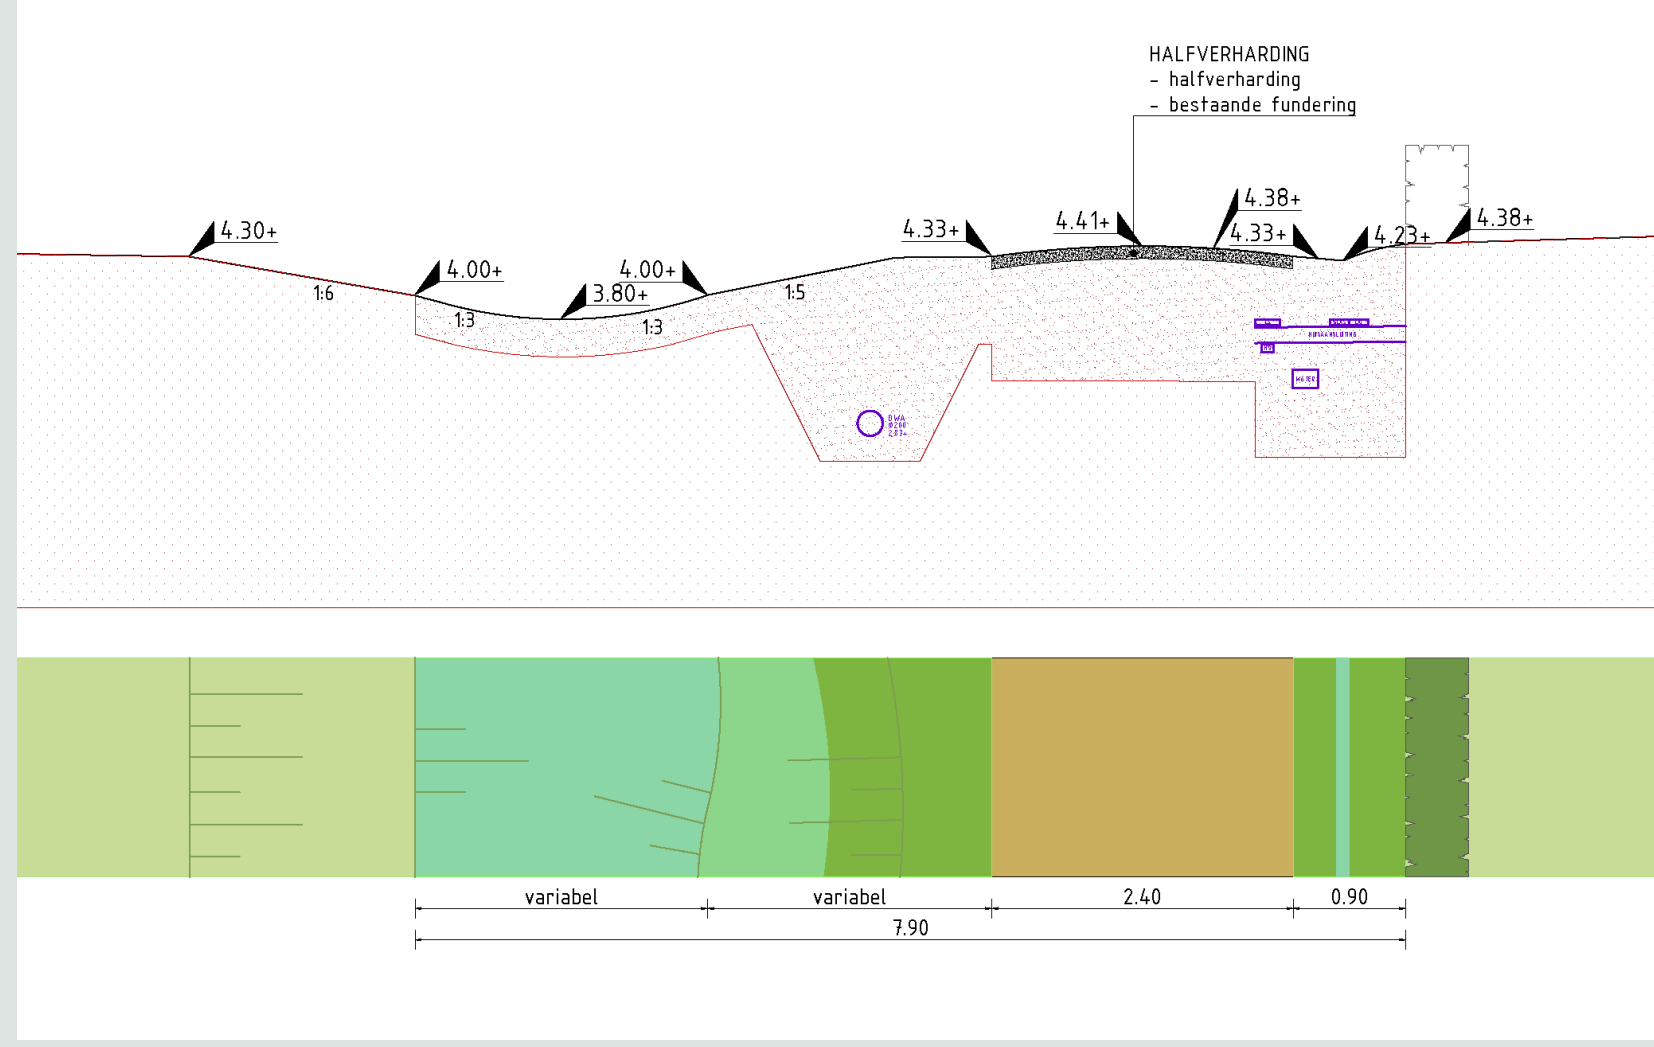 HALFVERHARDING
- halfverharding
- bestaande fundering
4.30+
4.00+
4.00+
3.80+
4.33+
4.41+
4.38+
4.33+
4.23+
4.38+
1:6
1:3
1:3
1:5
DWA
WATER
variabel
variabel
2.40
0.90
7.90